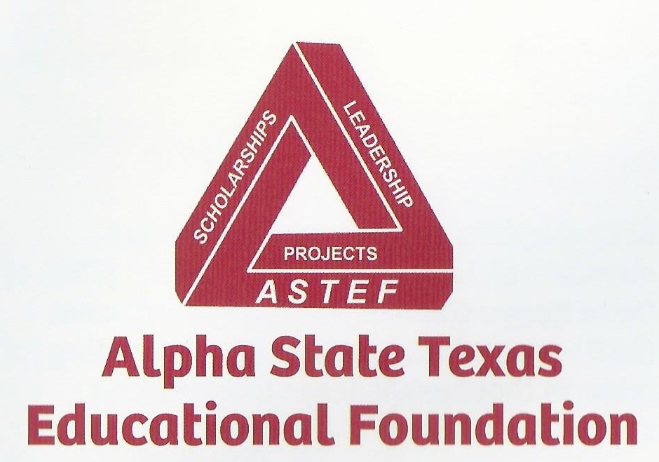 SCHOLARSHIPS
LEADERSHIP
PROJECTS
ASTEF
Alpha State Texas
Educational Foundation